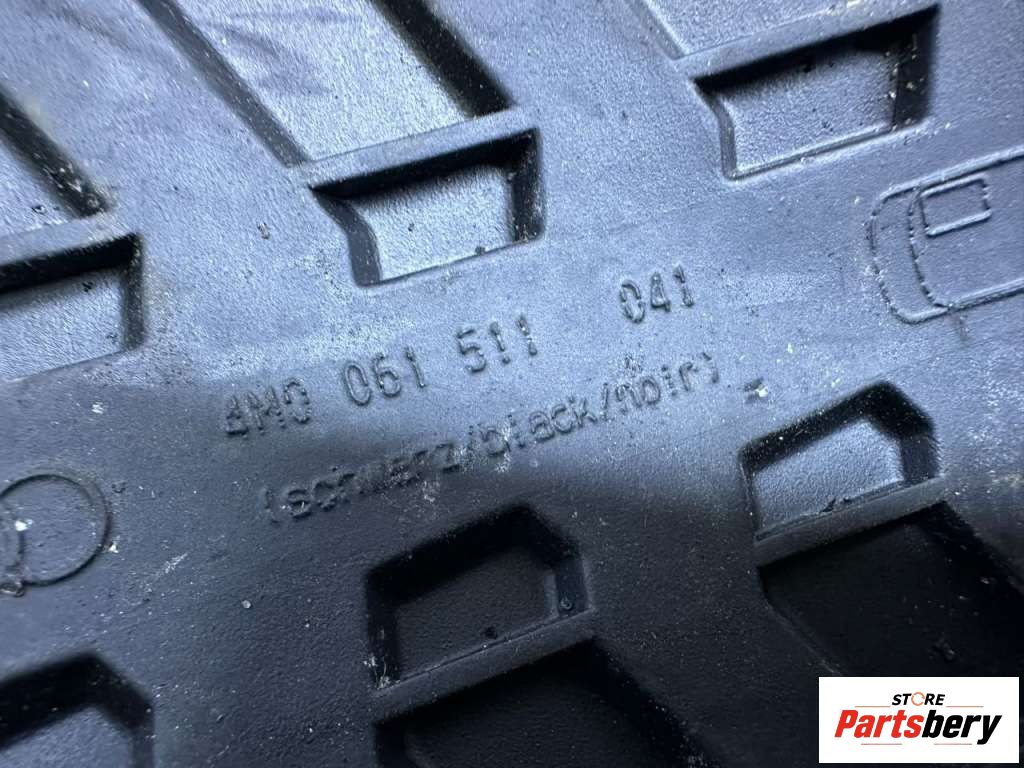 4M0 061 511 041
(schwarz/black/noir)
STORE
Partsbery